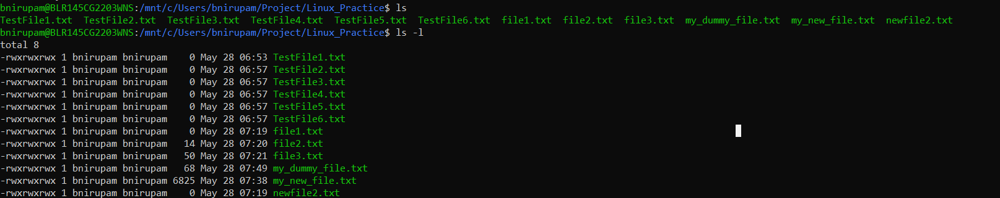 bnirupam@BLR145CG2203WNS:/mnt/c/Users/bnirupam/Project/Linux_Practice$ ls
TestFile1.txt  TestFile2.txt  TestFile3.txt  TestFile4.txt  TestFile5.txt  TestFile6.txt  file1.txt  file2.txt  file3.txt  my_dummy_file.txt  my_new_file.txt  newfile2.txt
bnirupam@BLR145CG2203WNS:/mnt/c/Users/bnirupam/Project/Linux_Practice$ ls -l
total 8
-rwxrwxrwx 1 bnirupam bnirupam    0 May 28 06:53 TestFile1.txt
-rwxrwxrwx 1 bnirupam bnirupam    0 May 28 06:57 TestFile2.txt
-rwxrwxrwx 1 bnirupam bnirupam    0 May 28 06:57 TestFile3.txt
-rwxrwxrwx 1 bnirupam bnirupam    0 May 28 06:57 TestFile4.txt
-rwxrwxrwx 1 bnirupam bnirupam    0 May 28 06:57 TestFile5.txt
-rwxrwxrwx 1 bnirupam bnirupam    0 May 28 06:57 TestFile6.txt
-rwxrwxrwx 1 bnirupam bnirupam    0 May 28 07:19 file1.txt
-rwxrwxrwx 1 bnirupam bnirupam   14 May 28 07:20 file2.txt
-rwxrwxrwx 1 bnirupam bnirupam   50 May 28 07:21 file3.txt
-rwxrwxrwx 1 bnirupam bnirupam   68 May 28 07:49 my_dummy_file.txt
-rwxrwxrwx 1 bnirupam bnirupam 6825 May 28 07:38 my_new_file.txt
-rwxrwxrwx 1 bnirupam bnirupam    0 May 28 07:19 newfile2.txt